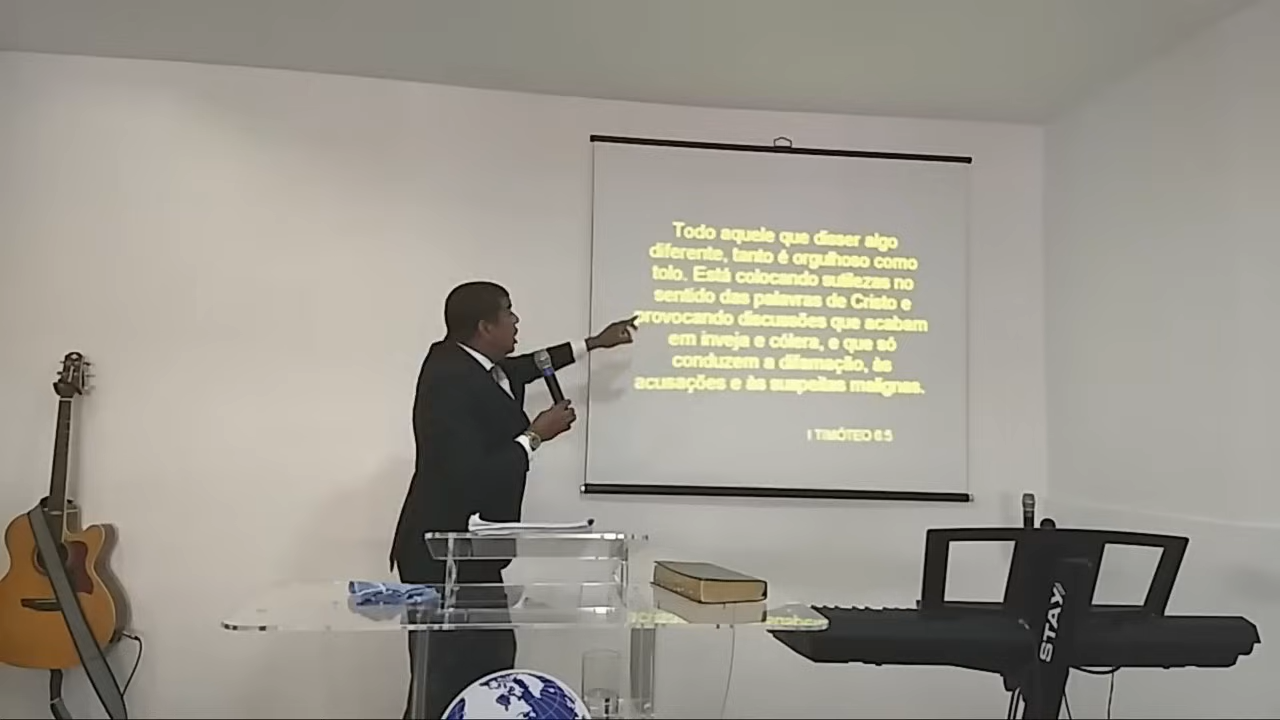 Todo aquele que disser algo
diferente, tanto é orgulhoso como
tolo. Está colocando sutilezas no
sentido das palavras de Cristo e
provocando discussões que acabam
em inveja e cólera, e que só
conduzem a difamação, às
acusações e às suspeitas malignas.
I TIMÓTEO 6:5
STAY